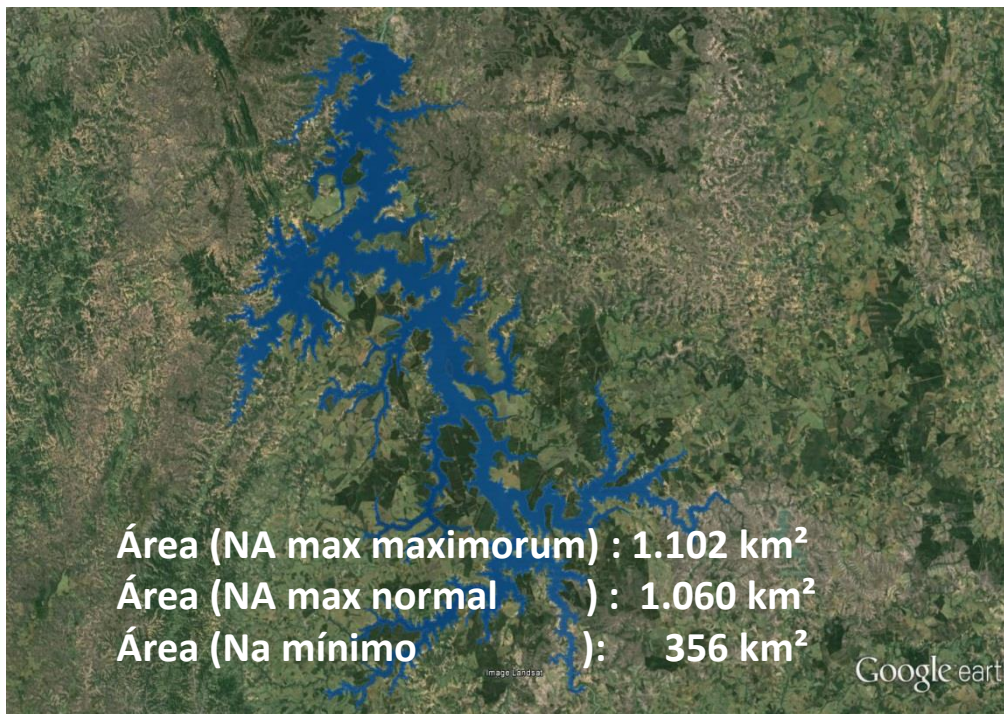 Área (NA max maximorum) : 1.102 km²
Área (NA max normal ) : 1.060 km²
Área (Na mínimo ): 356 km²
Image Landsat
Google eart